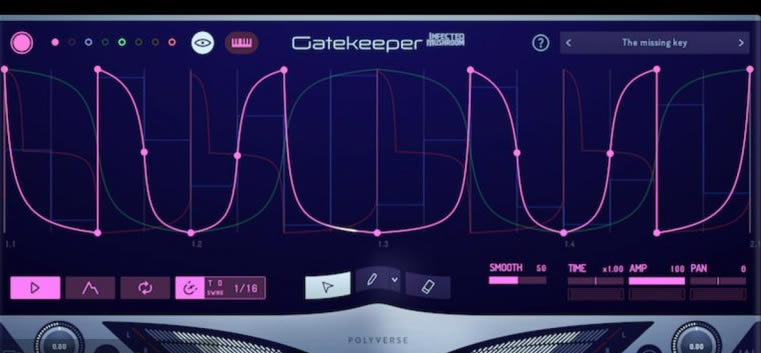 Gatekeeper INFECTED
MUSHROOM
?
< The missing key >
1.1
1.2
1.3
1.4
2.1
SMOOTH 50
TIME x1.00
AMP 100
PAN 0
1/16
POLYVERSE
L
R
0.00
0.00